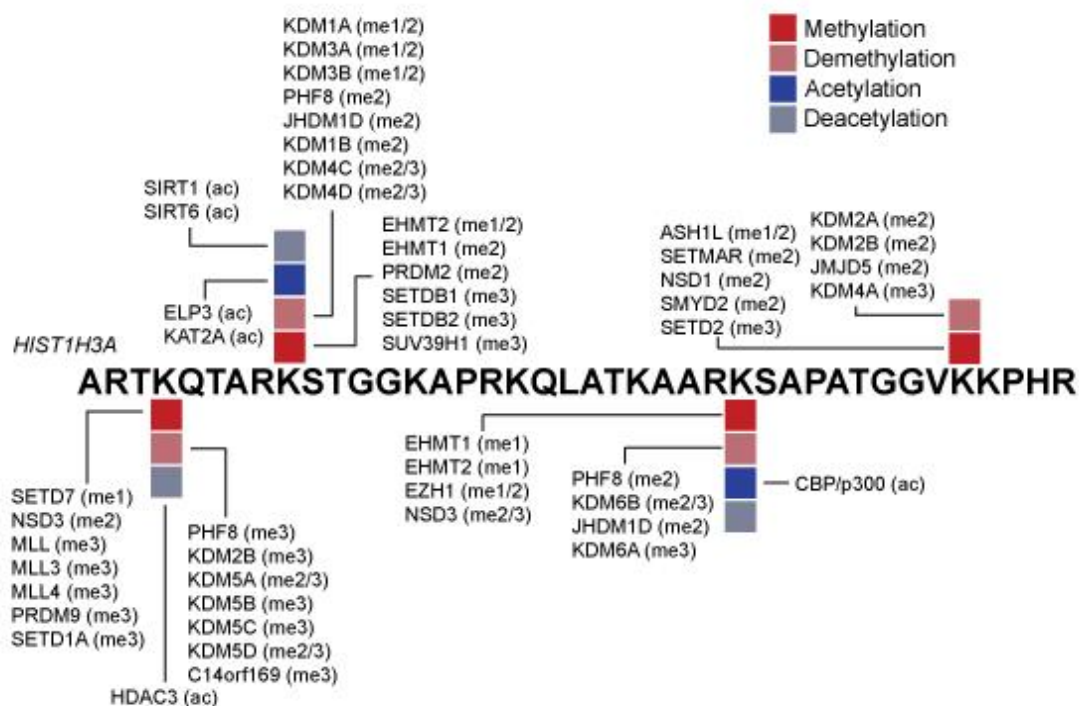 KDM1A (me1/2)
KDM3A (me1/2)
KDM3B (me1/2)
PHF8 (me2)
JHDM1D (me2)
KDM1B (me2)
KDM4C (me2/3)
KDM4D (me2/3)
Methylation
Demethylation
Acetylation
Deacetylation
SIRT1 (ac)
SIRT6 (ac)
ELP3 (ac)
KAT2A (ac)
EHMT2 (me1/2)
EHMT1 (me2)
PRDM2 (me2)
SETDB1 (me3)
SETDB2 (me3)
SUV39H1 (me3)
ASH1L (me1/2)
SETMAR (me2)
NSD1 (me2)
SMYD2 (me2)
SETD2 (me3)
KDM2A (me2)
KDM2B (me2)
JMJD5 (me2)
KDM4A (me3)
HIST1H3A
ARTKQTARKSTGGKAPRKQLATKAARKSAPATGGVKKPHR
SETD7 (me1)
NSD3 (me2)
MLL (me3)
MLL3 (me3)
MLL4 (me3)
PRDM9 (me3)
SETD1A (me3)
PHF8 (me3)
KDM2B (me3)
KDM5A (me2/3)
KDM5B (me3)
KDM5C (me3)
KDM5D (me2/3)
C14orf169 (me3)
HDAC3 (ac)
EHMT1 (me1)
EHMT2 (me1)
EZH1 (me1/2)
NSD3 (me2/3)
PHF8 (me2)
KDM6B (me2/3)
JHDM1D (me2)
KDM6A (me3)
CBP/p300 (ac)